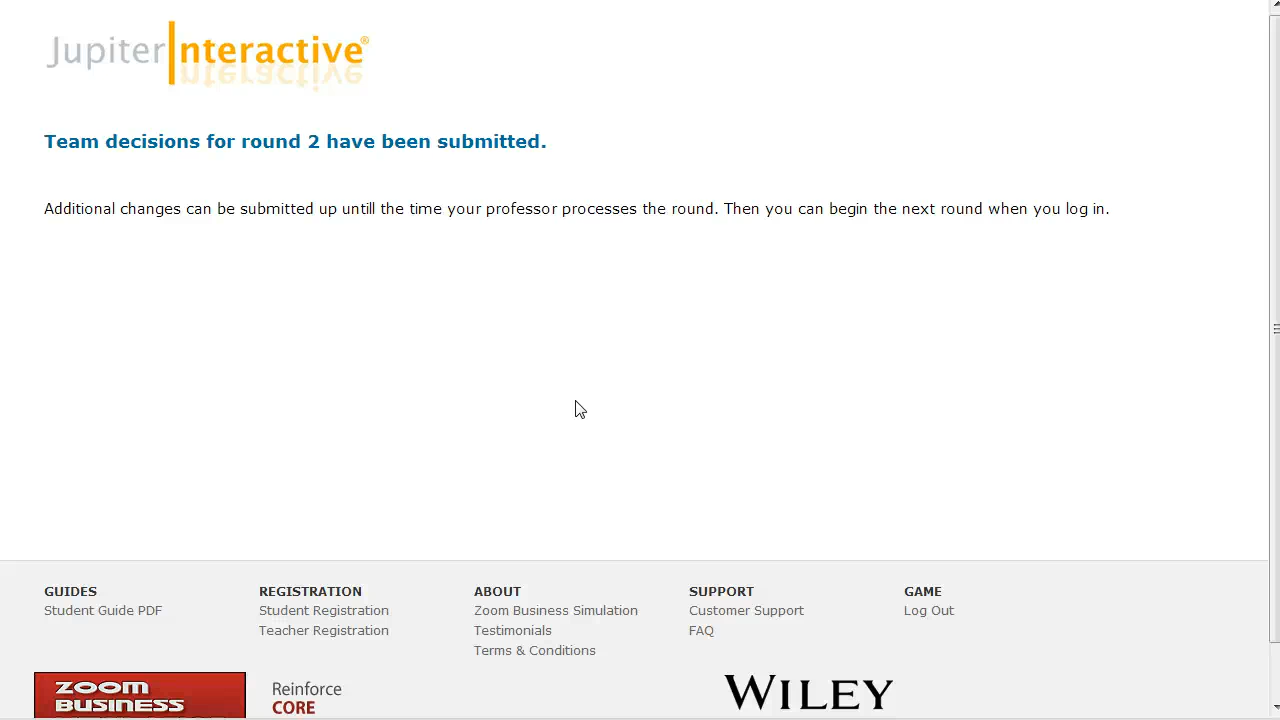 Jupiter Interactive®
Team decisions for round 2 have been submitted.
Additional changes can be submitted up untill the time your professor processes the round. Then you can begin the next round when you log in.
GUIDES
Student Guide PDF
REGISTRATION
Student Registration
Teacher Registration
ABOUT
Zoom Business Simulation
Testimonials
Terms & Conditions
SUPPORT
Customer Support
FAQ
GAME
Log Out
ZOOM
BUSINESS
Reinforce
CORE
WILEY